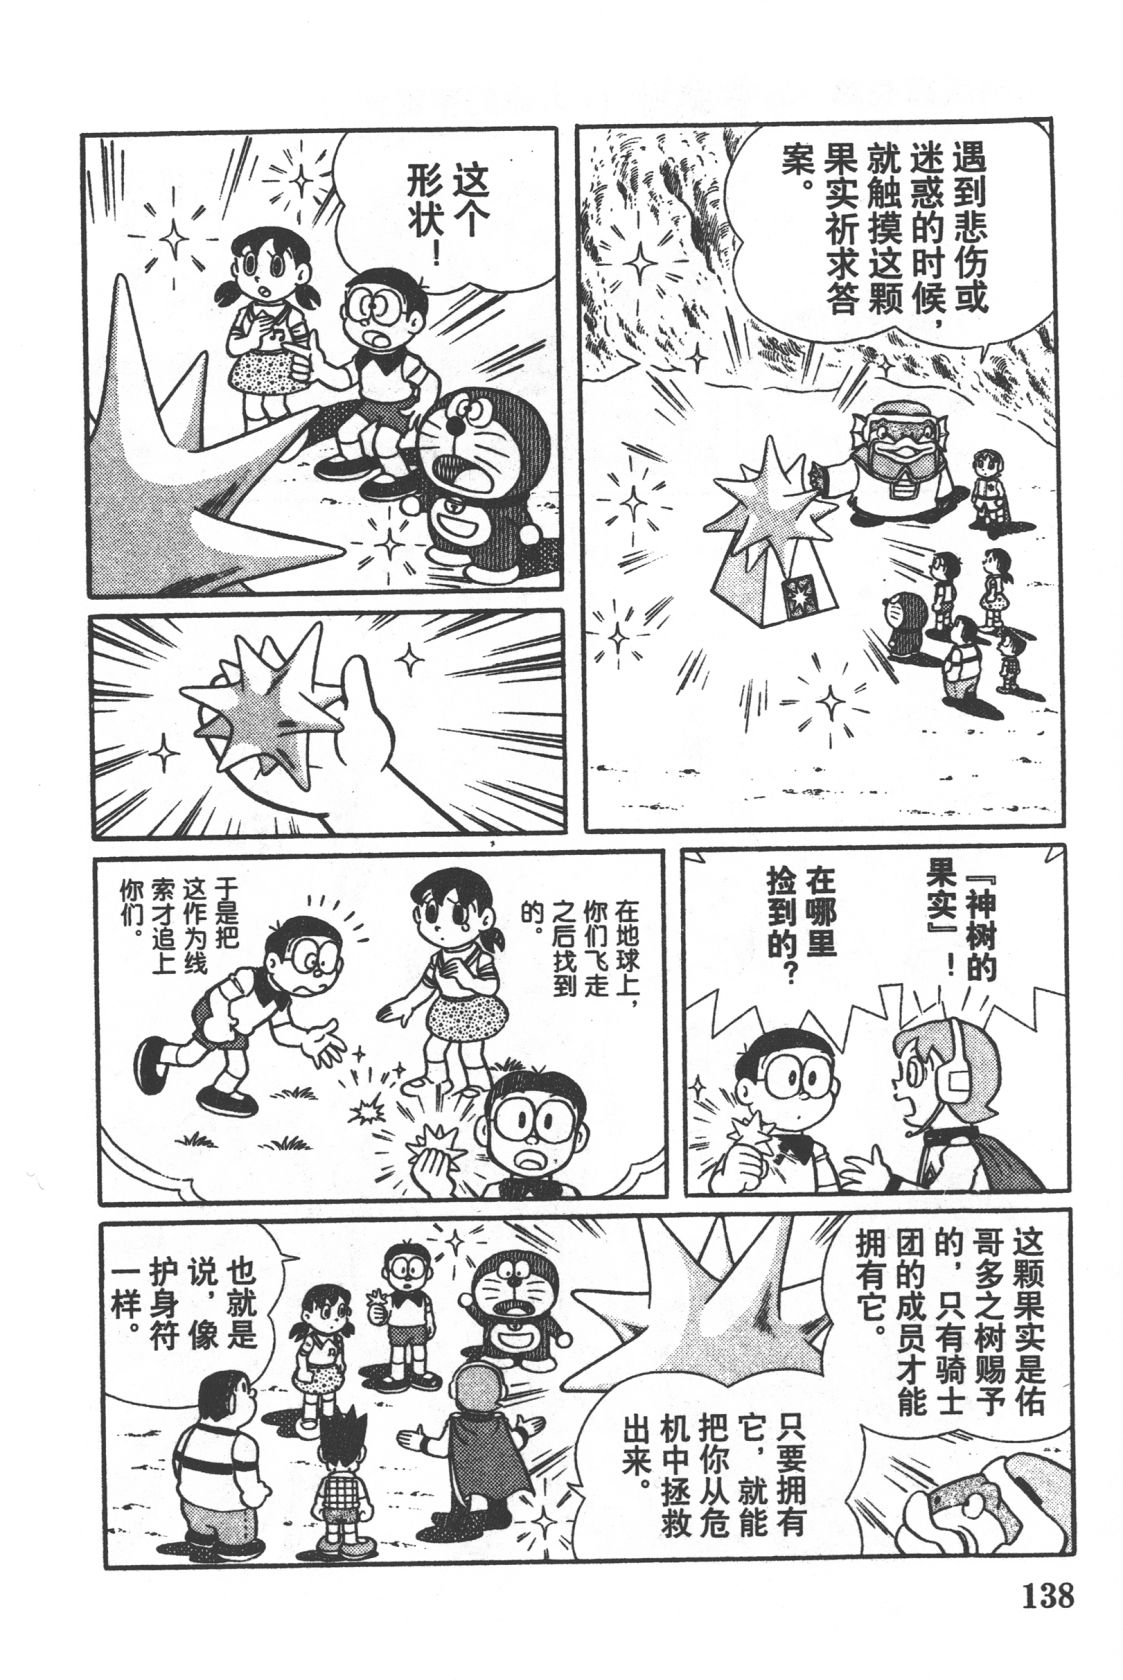 遇到悲伤或
迷惑的时候，
就触摸这颗
果实祈求答
案。
这个
形状！
『神树的
果实』！
在哪里
捡到的？
在地球上，
你们飞走
之后找到
的。
于是把
这作为线
索才追上
你们。
这颗果实是佑
哥多之树赐予
的，只有骑士
团的成员才能
拥有它。
只要拥有
它，就能
把你从危
机中拯救
出来。
也就是
说，像
护身符
一样。
138